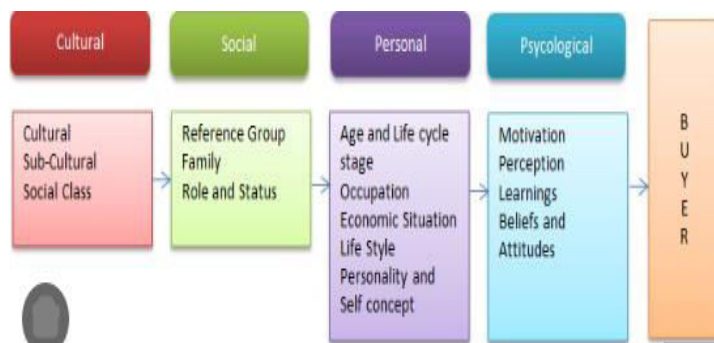 Cultural
Social
Personal
Psycological
Cultural
Sub-Cultural
Social Class
Reference Group
Family
Role and Status
Age and Life cycle
stage
Occupation
Economic Situation
Life Style
Personality and
Self concept
Motivation
Perception
Learnings
Beliefs and
Attitudes
B
U
Y
E
R